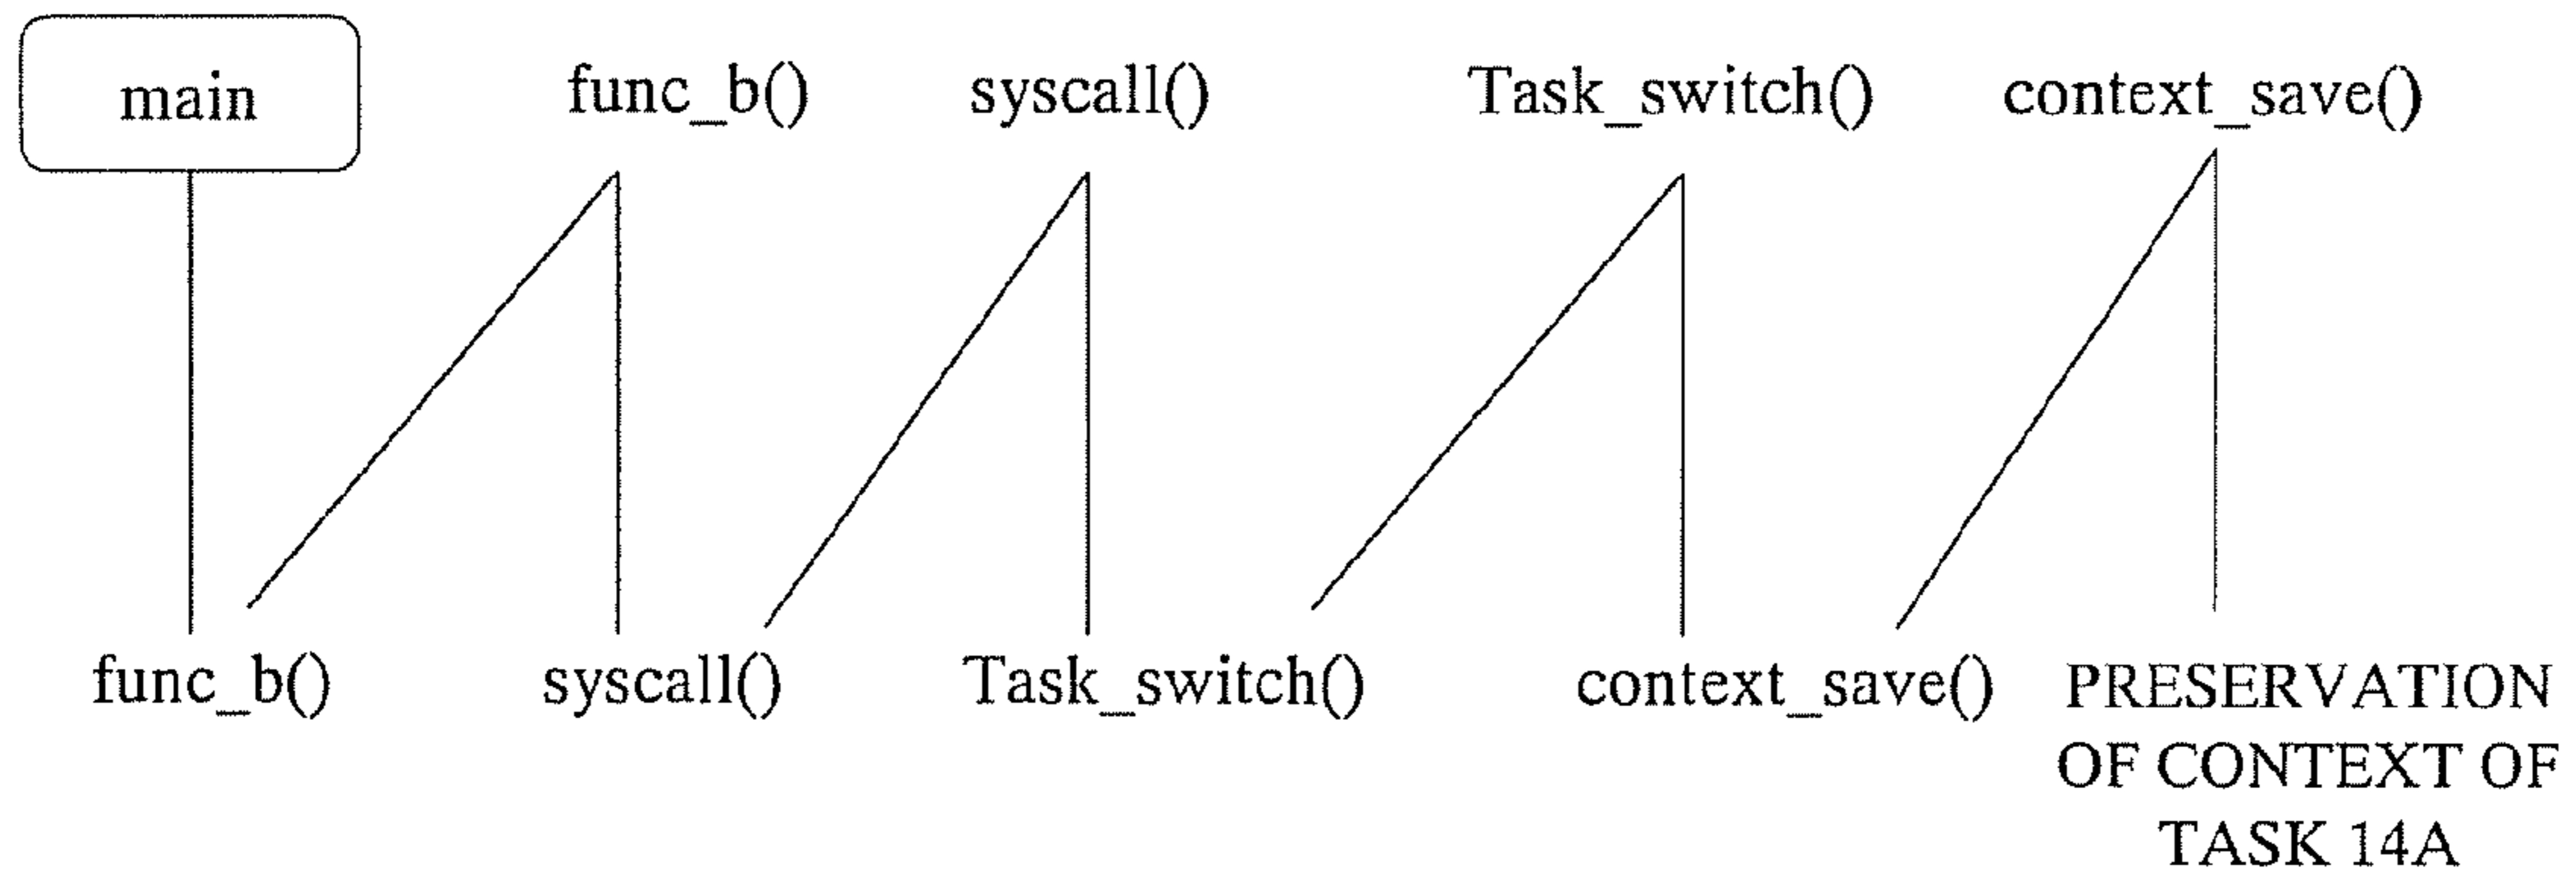 main
func_b()
syscall()
Task_switch()
context_save()
func_b()
syscall()
Task_switch()
context_save()
PRESERVATION
OF CONTEXT OF
TASK 14A